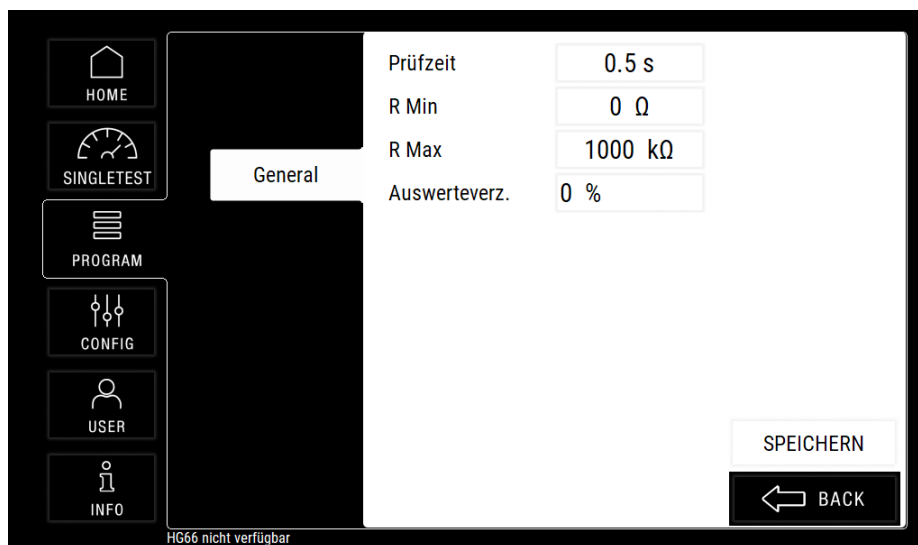 HOME
SINGLETEST
PROGRAM
CONFIG
USER
INFO
General
Prüfzeit 0.5 s
R Min 0 Ω
R Max 1000 kΩ
Auswerteverz. 0 %
SPEICHERN
BACK
HG66 nicht verfügbar